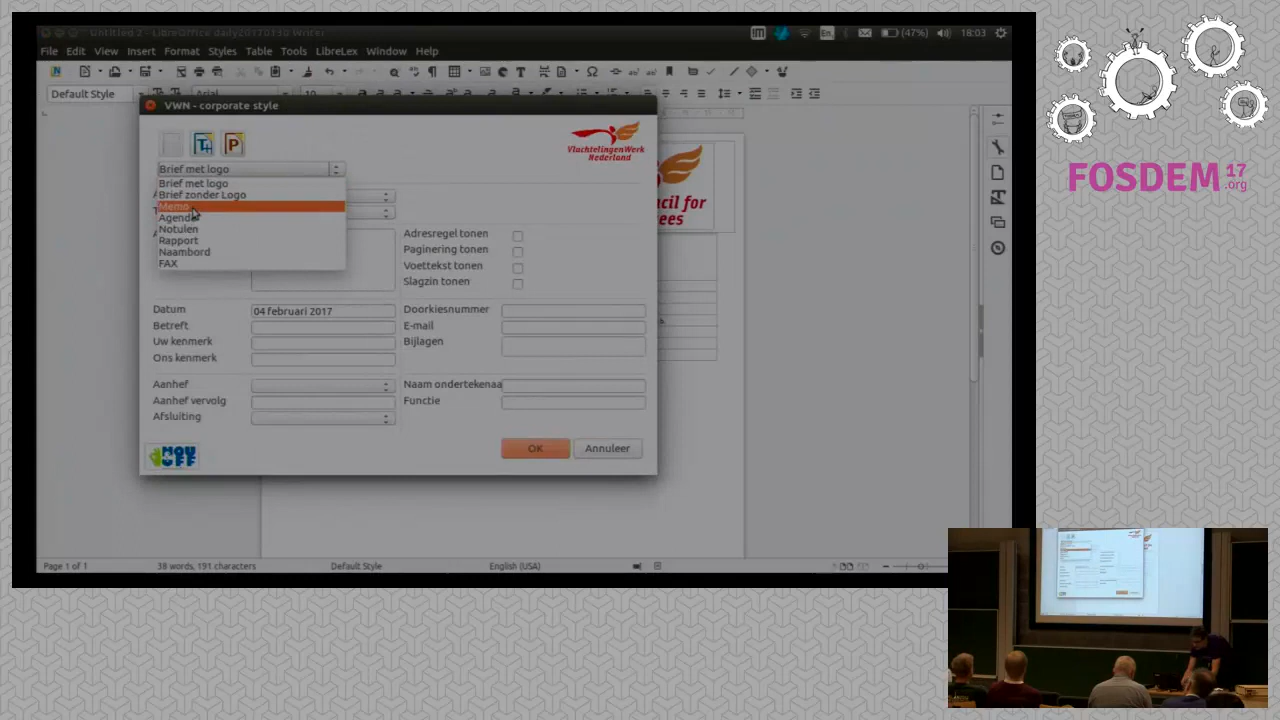 Untitled 2 - LibreOffice daily20170130 Writer
(47%)
18:03
File Edit View Insert Format Styles Table Tools LibreLex Window Help
Default Style
VWN - corporate style
VluchtelingenWerk
Nederland
Brief met logo
Brief met logo
Brief zonder Logo
Memo
Agenda
Notulen
Rapport
Naambord
FAX
Adresregel tonen
Paginering tonen
Voettekst tonen
Slagzin tonen
Datum
04 februari 2017
Betreft
Uw kenmerk
Ons kenmerk
Doorkiesnummer
E-mail
Bijlagen
Aanhef
Aanhef vervolg
Afsluiting
Naam ondertekenaa
Functie
NOU
OFF
OK
Annuleer
Page 1 of 1
38 words, 191 characters
Default Style
English (USA)
FOSDEM 17
.org